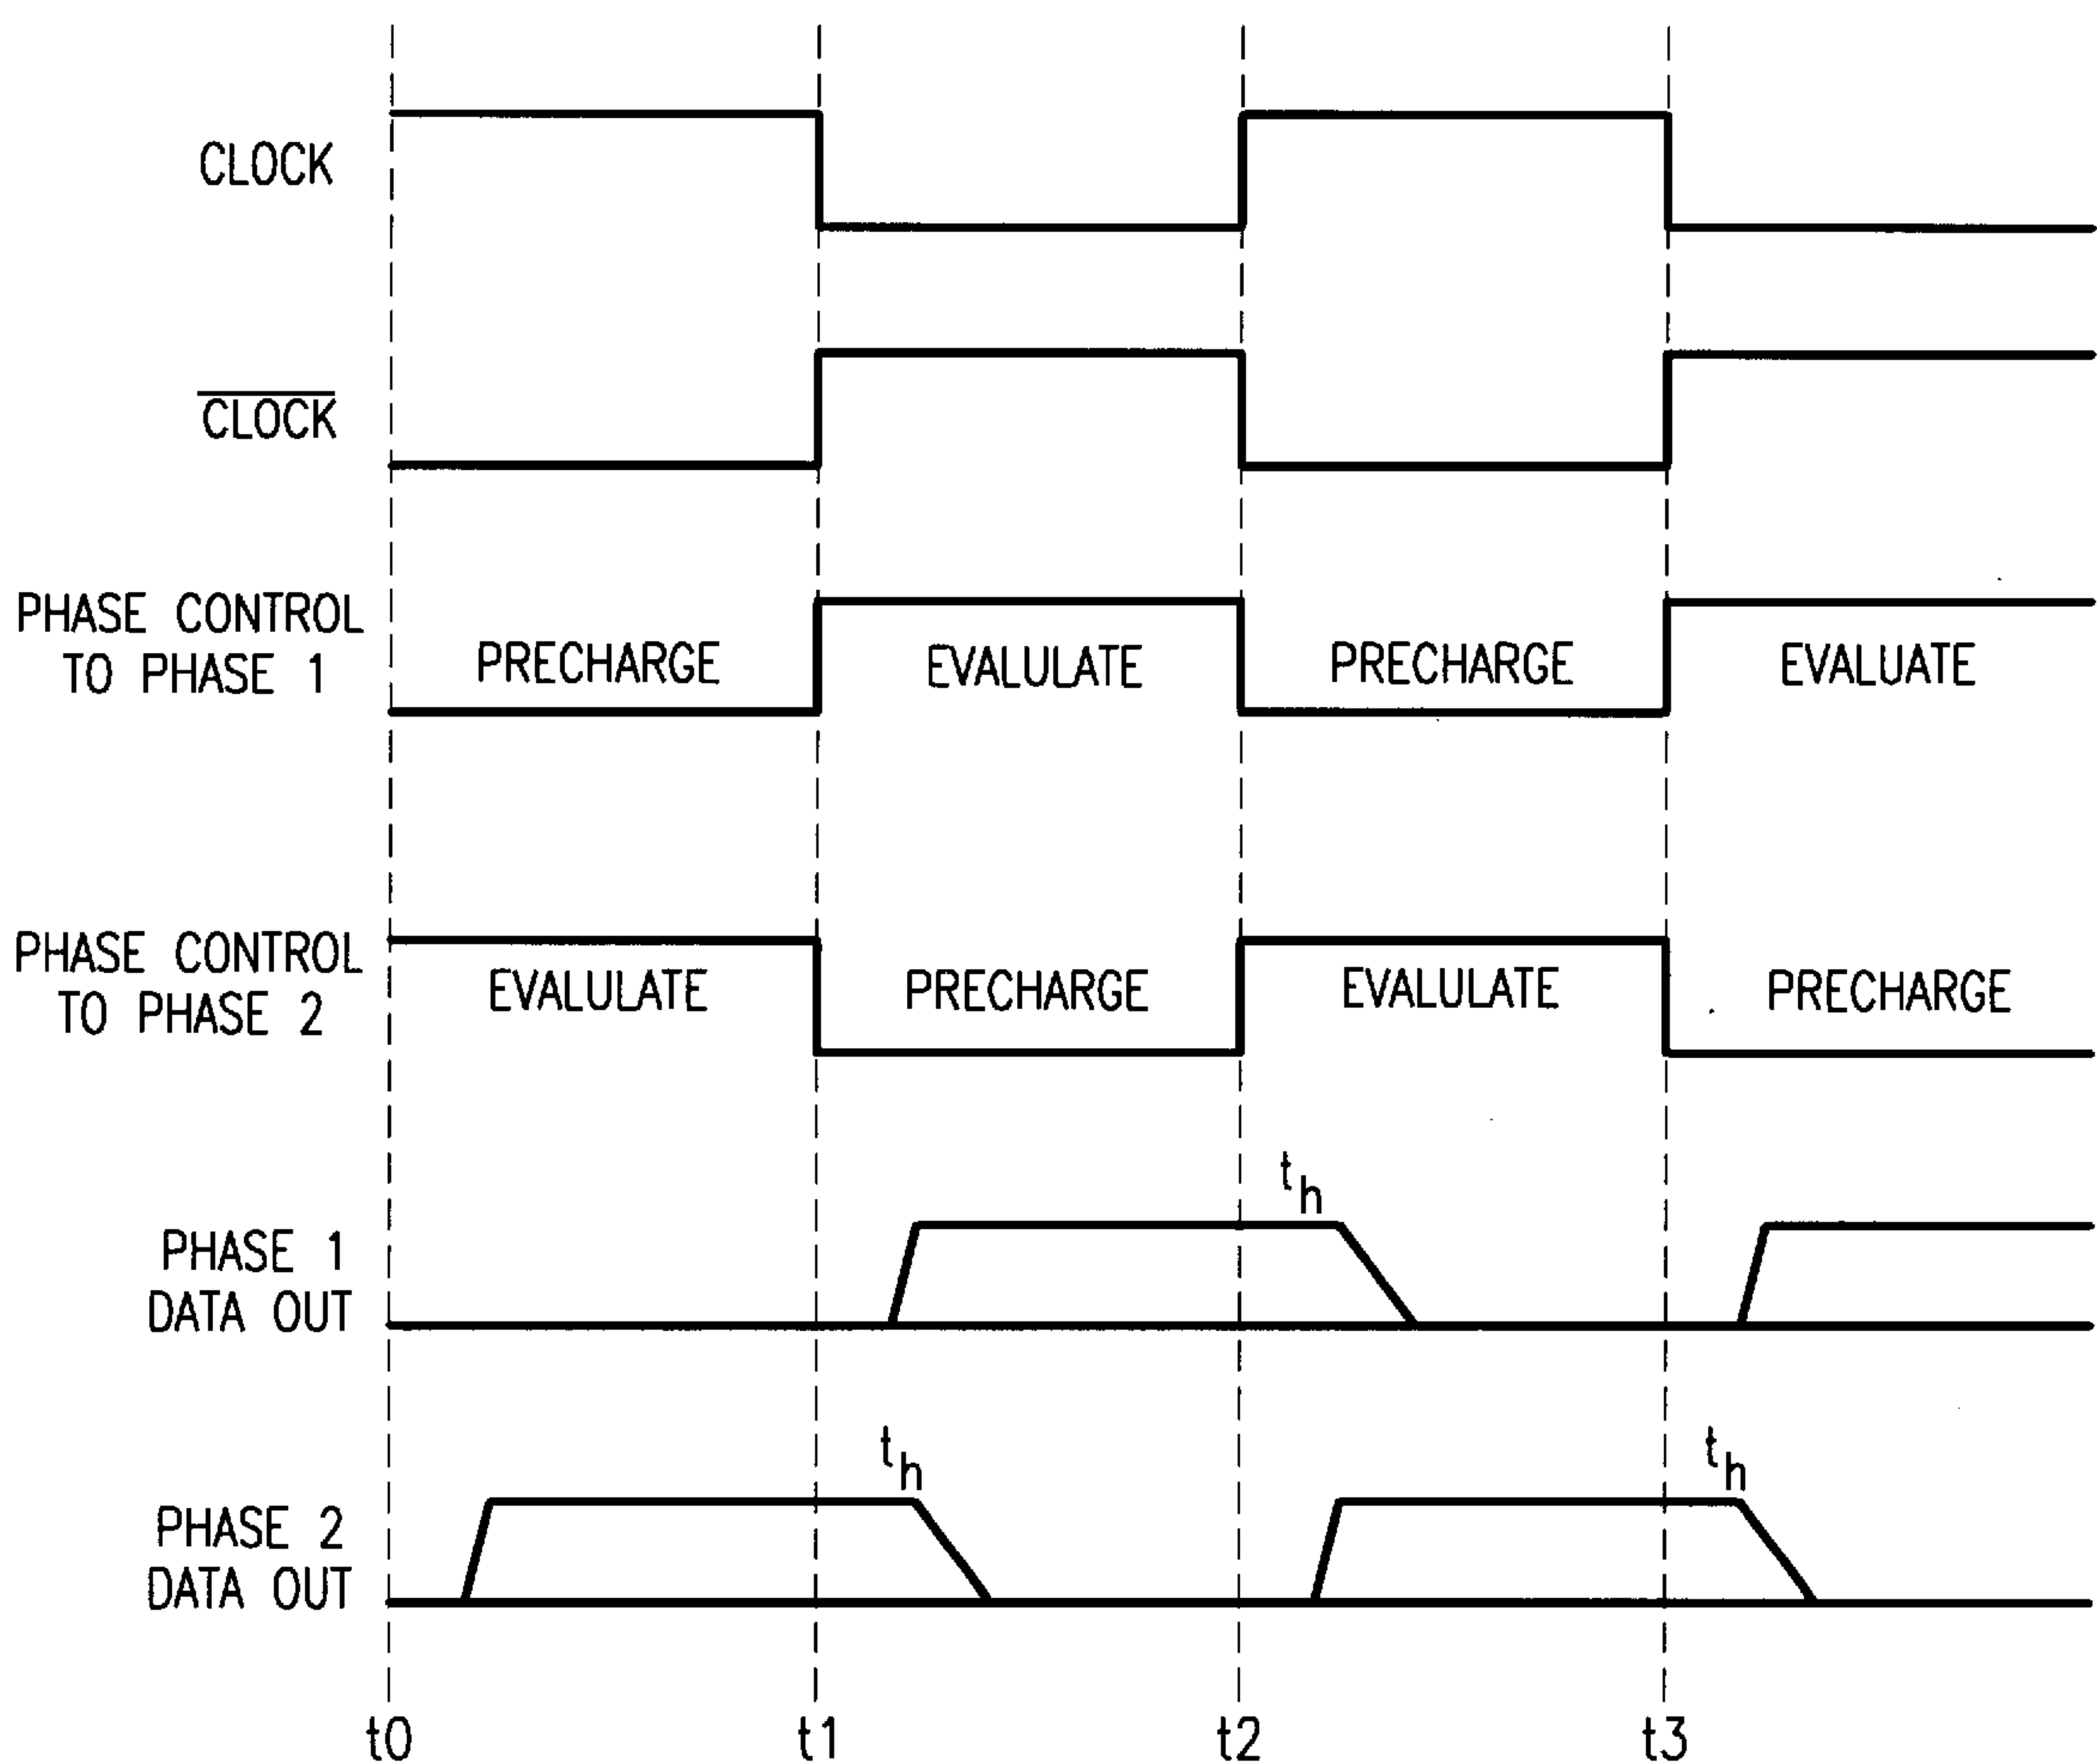 CLOCK
CLOCK
PHASE CONTROL
TO PHASE 1
PRECHARGE
EVALULATE
PRECHARGE
EVALUATE
PHASE CONTROL
TO PHASE 2
EVALULATE
PRECHARGE
EVALULATE
PRECHARGE
th
PHASE 1
DATA OUT
th
th
PHASE 2
DATA OUT
t0
t1
t2
t3